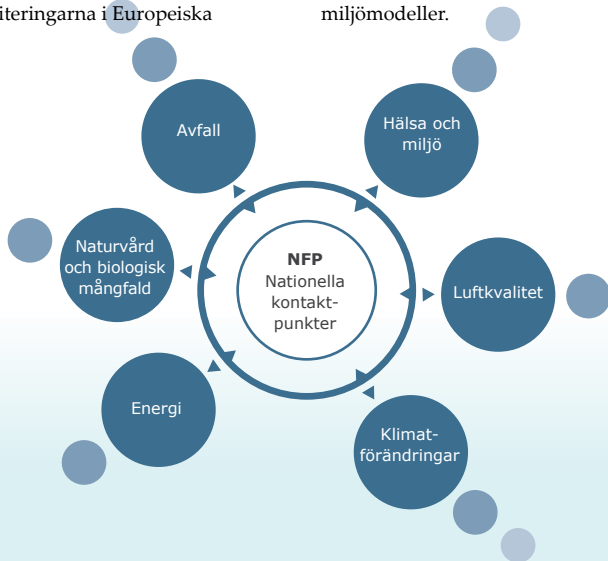 iteringarna i Europeiska
miljömodeller.
Avfall
Hälsa och
miljö
Naturvård
och biologisk
mångfald
NFP
Nationella
kontakt-
punkter
Luftkvalitet
Energi
Klimat-
förändringar